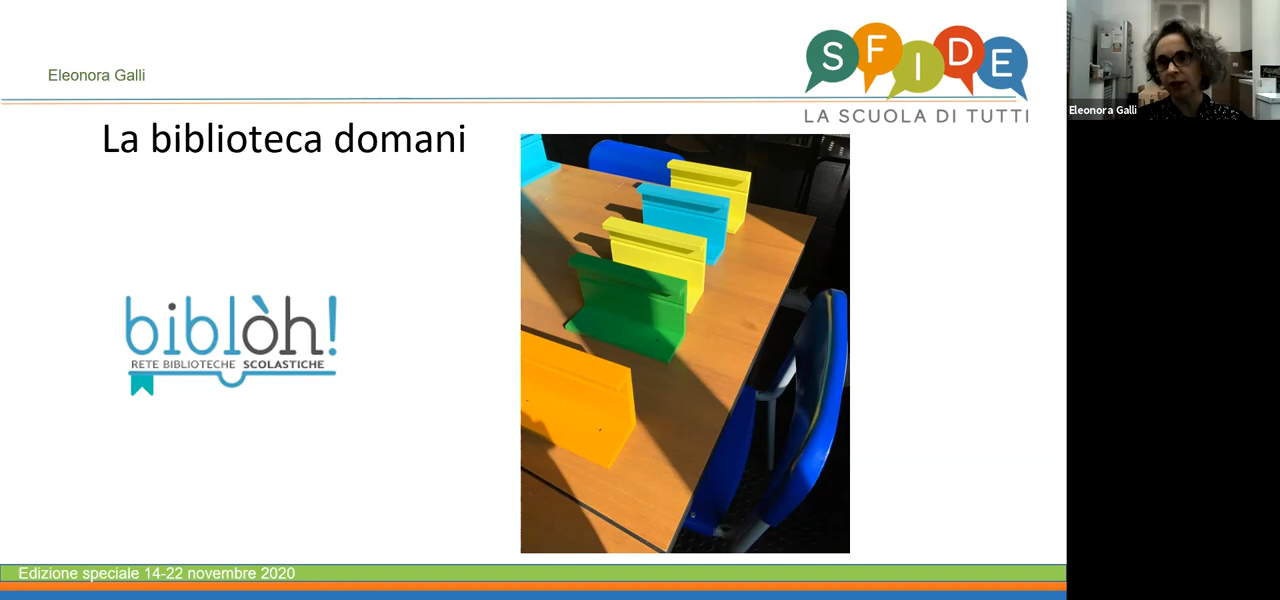 Eleonora Galli
SFIDE
LA SCUOLA DI TUTTI
Eleonora Galli
La biblioteca domani
biblòh!
RETE BIBLIOTECHE SCOLASTICHE
Edizione speciale 14-22 novembre 2020